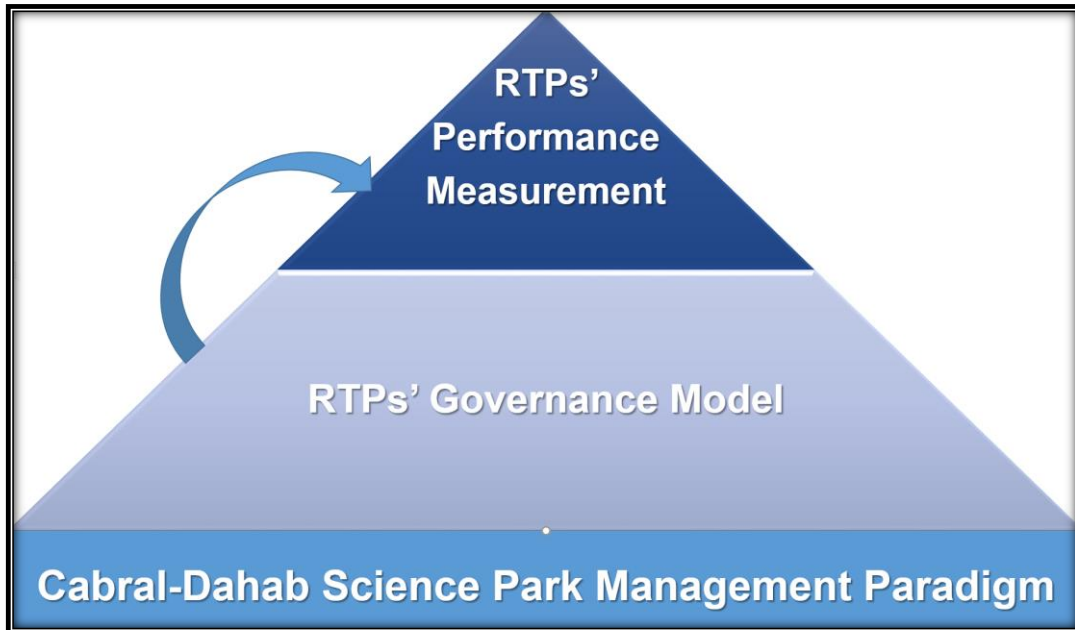 RTPs’
Performance
Measurement
RTPs’ Governance Model
Cabral-Dahab Science Park Management Paradigm